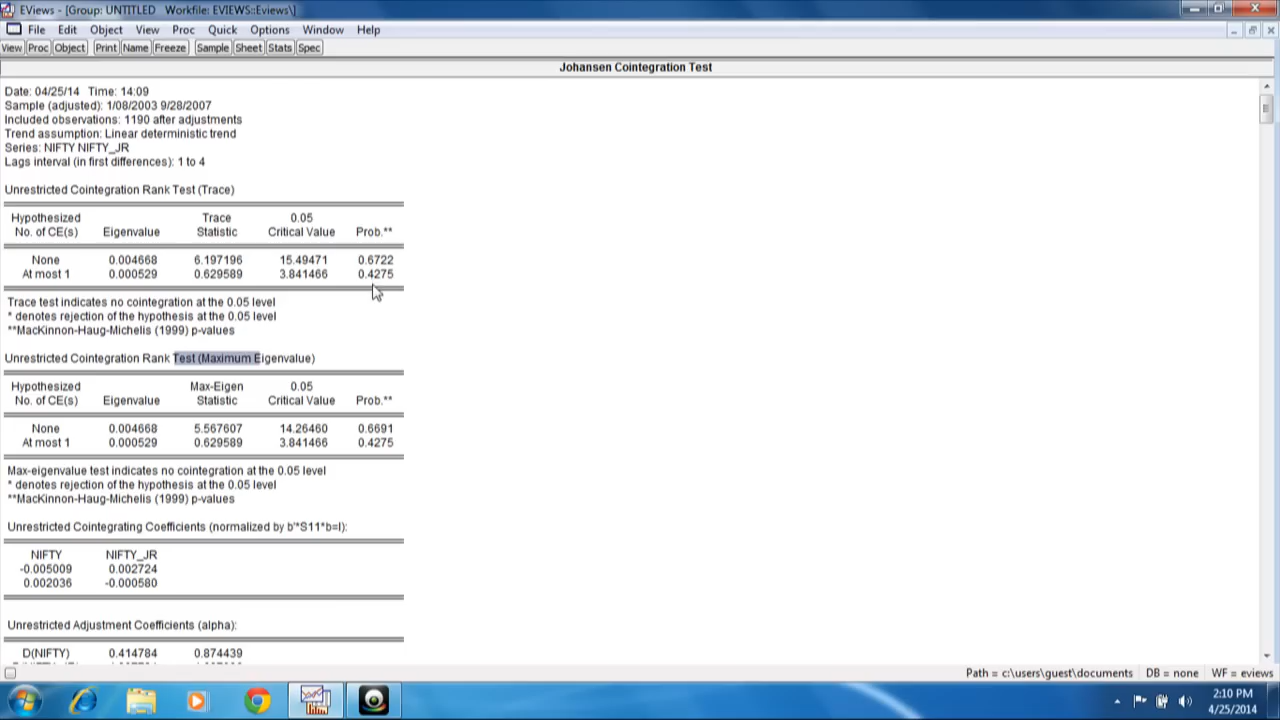 EViews - [Group: UNTITLED   Workfile: EVIEWS::Eviews\]
File Edit Object View Proc Quick Options Window Help
View Proc Object Print Name Freeze Sample Sheet Stats Spec
Johansen Cointegration Test
Date: 04/25/14   Time: 14:09
Sample (adjusted): 1/08/2003 9/28/2007
Included observations: 1190 after adjustments
Trend assumption: Linear deterministic trend
Series: NIFTY NIFTY_JR
Lags interval (in first differences): 1 to 4
Unrestricted Cointegration Rank Test (Trace)
Hypothesized Trace 0.05
No. of CE(s) Eigenvalue Statistic Critical Value Prob.**
None 0.004668 6.197196 15.49471 0.6722
At most 1 0.000529 0.629589 3.841466 0.4275
Trace test indicates no cointegration at the 0.05 level
* denotes rejection of the hypothesis at the 0.05 level
**MacKinnon-Haug-Michelis (1999) p-values
Unrestricted Cointegration Rank Test (Maximum Eigenvalue)
Hypothesized Max-Eigen 0.05
No. of CE(s) Eigenvalue Statistic Critical Value Prob.**
None 0.004668 5.567607 14.26460 0.6691
At most 1 0.000529 0.629589 3.841466 0.4275
Max-eigenvalue test indicates no cointegration at the 0.05 level
* denotes rejection of the hypothesis at the 0.05 level
**MacKinnon-Haug-Michelis (1999) p-values
Unrestricted Cointegrating Coefficients (normalized by b'*S11*b=I):
NIFTY NIFTY_JR
-0.005009 0.002724
0.002036 -0.000580
Unrestricted Adjustment Coefficients (alpha):
D(NIFTY) 0.414784 0.874439
Path = c:\users\guest\documents DB = none WF = eviews
2:10 PM
4/25/2014